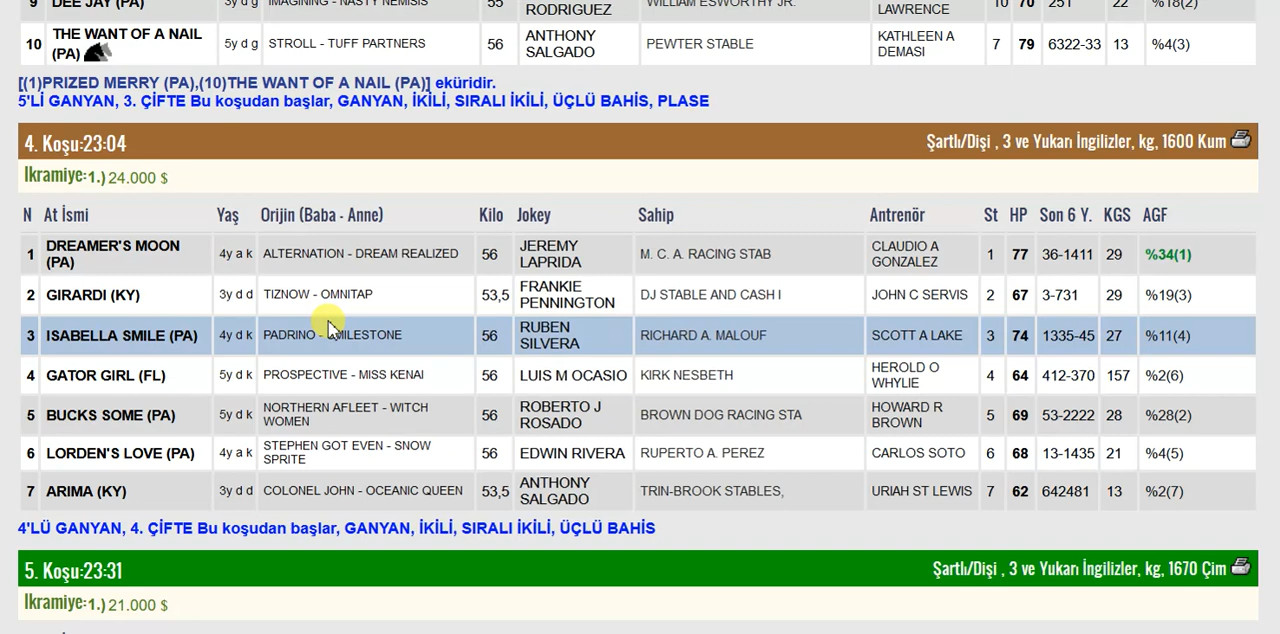 9 DEE JAY (PA) 3y d g IMAGINING - NASTY NEMISIS 55 RODRIGUEZ WILLIAM ESWORTHY JR. LAWRENCE 10 70 251 22 %18(2)
10 THE WANT OF A NAIL (PA) 5y d g STROLL - TUFF PARTNERS 56 ANTHONY SALGADO PEWTER STABLE KATHLEEN A DEMASI 7 79 6322-33 13 %4(3)
[(1)PRIZED MERRY (PA),(10)THE WANT OF A NAIL (PA)] eküridir.
5'Lİ GANYAN, 3. ÇİFTE Bu koşudan başlar, GANYAN, İKİLİ, SIRALI İKİLİ, ÜÇLÜ BAHİS, PLASE
4. Koşu:23:04 Şartlı/Dişi , 3 ve Yukarı İngilizler, kg, 1600 Kum
Ikramiye:1.) 24.000 $
N At İsmi Yaş Orijin (Baba - Anne) Kilo Jokey Sahip Antrenör St HP Son 6 Y. KGS AGF
1 DREAMER'S MOON (PA) 4y a k ALTERNATION - DREAM REALIZED 56 JEREMY LAPRIDA M. C. A. RACING STAB CLAUDIO A GONZALEZ 1 77 36-1411 29 %34(1)
2 GIRARDI (KY) 3y d d TIZNOW - OMNITAP 53,5 FRANKIE PENNINGTON DJ STABLE AND CASH I JOHN C SERVIS 2 67 3-731 29 %19(3)
3 ISABELLA SMILE (PA) 4y d k PADRINO - SMILESTONE 56 RUBEN SILVERA RICHARD A. MALOUF SCOTT A LAKE 3 74 1335-45 27 %11(4)
4 GATOR GIRL (FL) 5y d k PROSPECTIVE - MISS KENAI 56 LUIS M OCASIO KIRK NESBETH HEROLD O WHYLIE 4 64 412-370 157 %2(6)
5 BUCKS SOME (PA) 5y d k NORTHERN AFLEET - WITCH WOMEN 56 ROBERTO J ROSADO BROWN DOG RACING STA HOWARD R BROWN 5 69 53-2222 28 %28(2)
6 LORDEN'S LOVE (PA) 4y a k STEPHEN GOT EVEN - SNOW SPRITE 56 EDWIN RIVERA RUPERTO A. PEREZ CARLOS SOTO 6 68 13-1435 21 %4(5)
7 ARIMA (KY) 3y d d COLONEL JOHN - OCEANIC QUEEN 53,5 ANTHONY SALGADO TRIN-BROOK STABLES, URIAH ST LEWIS 7 62 642481 13 %2(7)
4'LÜ GANYAN, 4. ÇİFTE Bu koşudan başlar, GANYAN, İKİLİ, SIRALI İKİLİ, ÜÇLÜ BAHİS
5. Koşu:23:31 Şartlı/Dişi , 3 ve Yukarı İngilizler, kg, 1670 Çim
Ikramiye:1.) 21.000 $